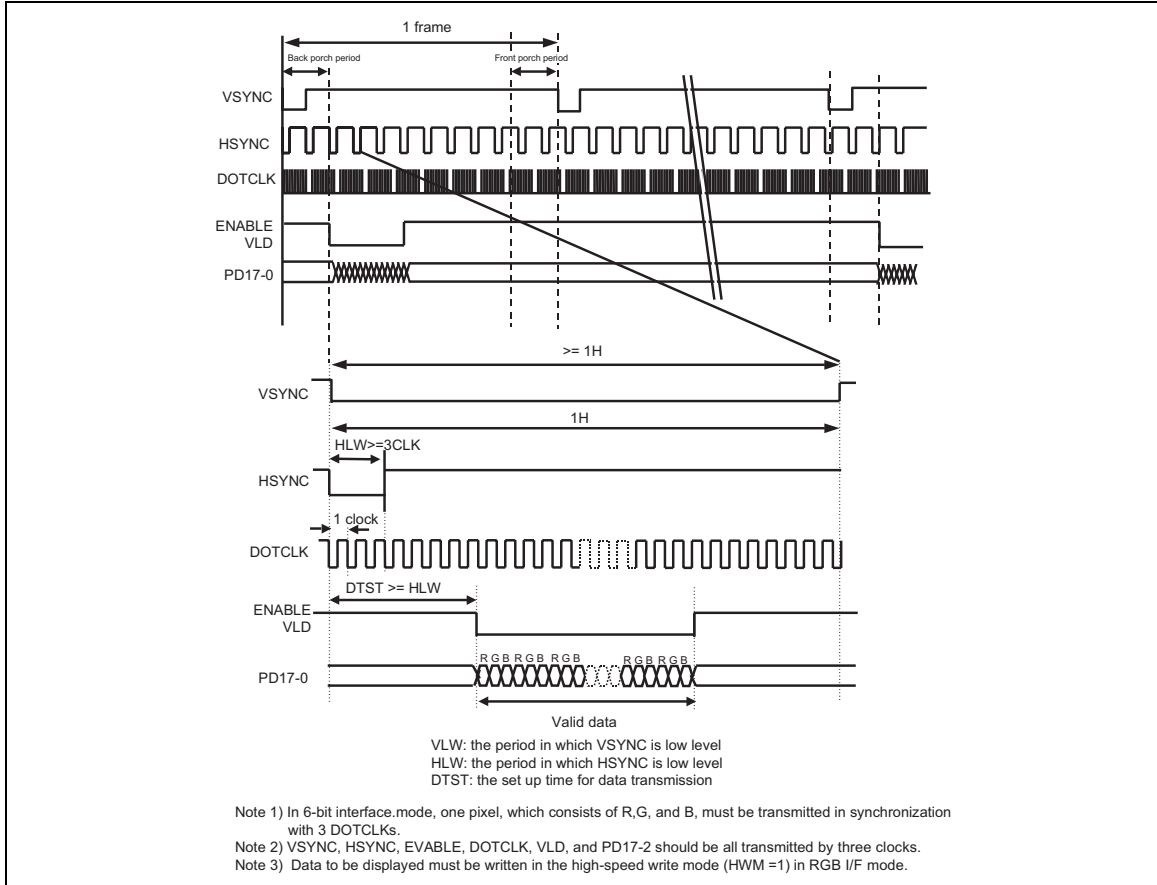 1 frame
Back porch period
Front porch period
VSYNC
HSYNC
DOTCLK
ENABLE
VLD
PD17-0
>= 1H
VSYNC
1H
HLW>=3CLK
HSYNC
1 clock
DOTCLK
DTST >= HLW
ENABLE
VLD
R G B R G B R G B R G B R G B
PD17-0
Valid data
VLW: the period in which VSYNC is low level
HLW: the period in which HSYNC is low level
DTST: the set up time for data transmission
Note 1) In 6-bit interface.mode, one pixel, which consists of R,G, and B, must be transmitted in synchronization
with 3 DOTCLKs.
Note 2) VSYNC, HSYNC, EVABLE, DOTCLK, VLD, and PD17-2 should be all transmitted by three clocks.
Note 3) Data to be displayed must be written in the high-speed write mode (HWM =1) in RGB I/F mode.